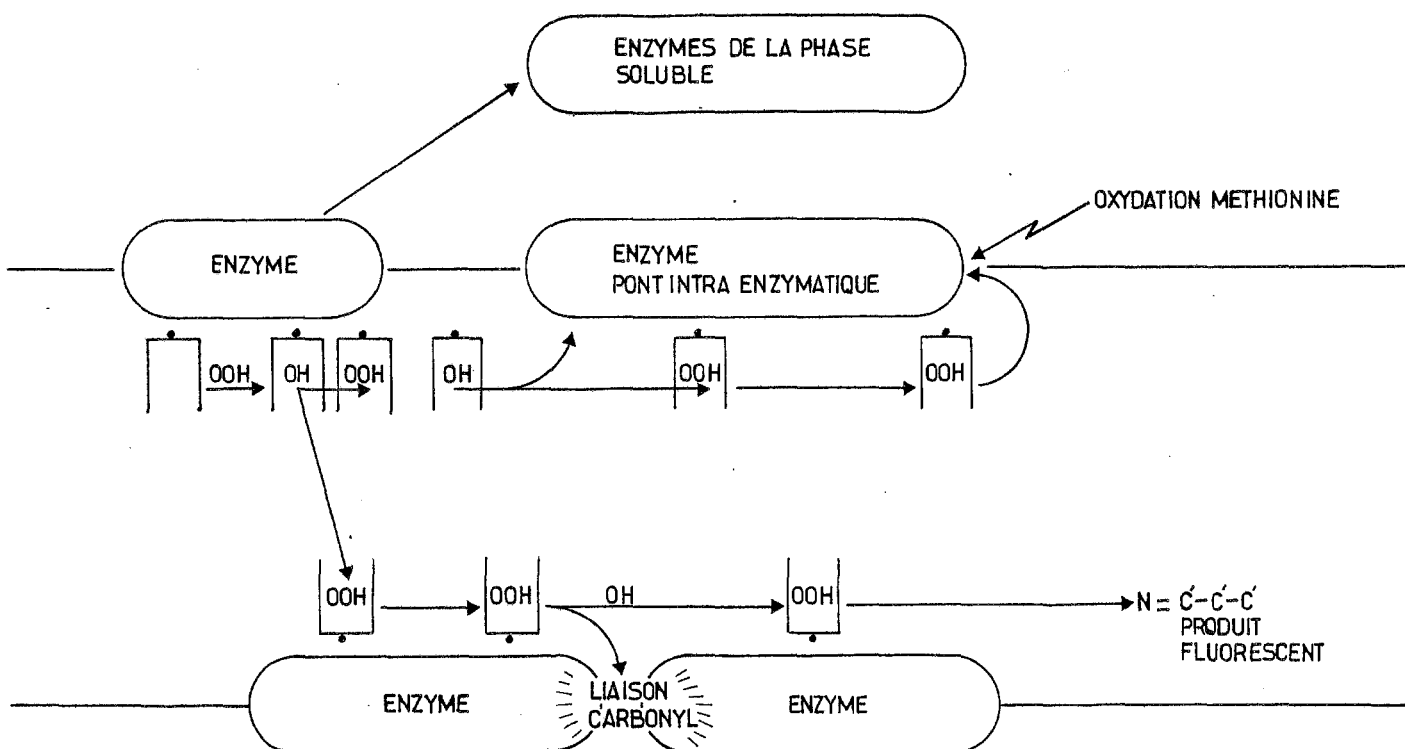 ENZYMES DE LA PHASE
SOLUBLE
OXYDATION METHIONINE
ENZYME
ENZYME
PONT INTRA ENZYMATIQUE
OOH OH OOH OH OOH OOH
OOH OOH OH OOH N = C'-C'-C'
PRODUIT
FLUORESCENT
ENZYME
LIAISON
CARBONYL
ENZYME